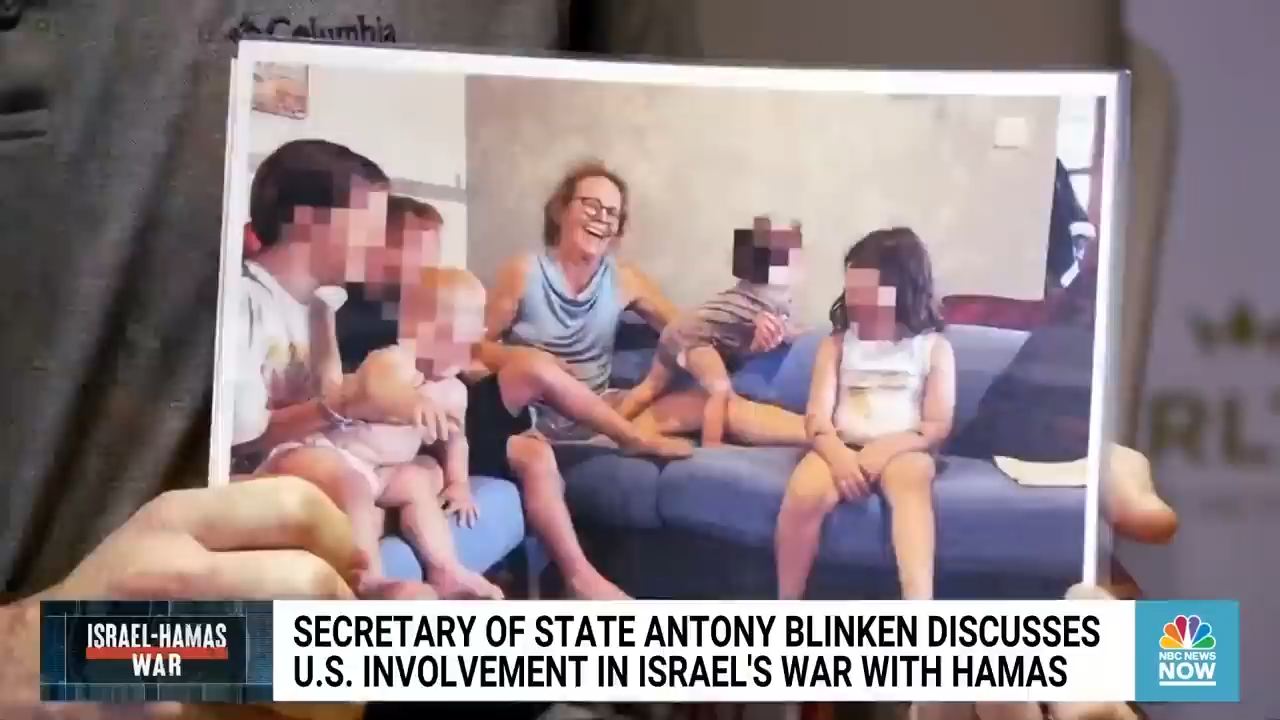 Columbia
ISRAEL-HAMAS
WAR
SECRETARY OF STATE ANTONY BLINKEN DISCUSSES
U.S. INVOLVEMENT IN ISRAEL'S WAR WITH HAMAS
NBC NEWS
NOW